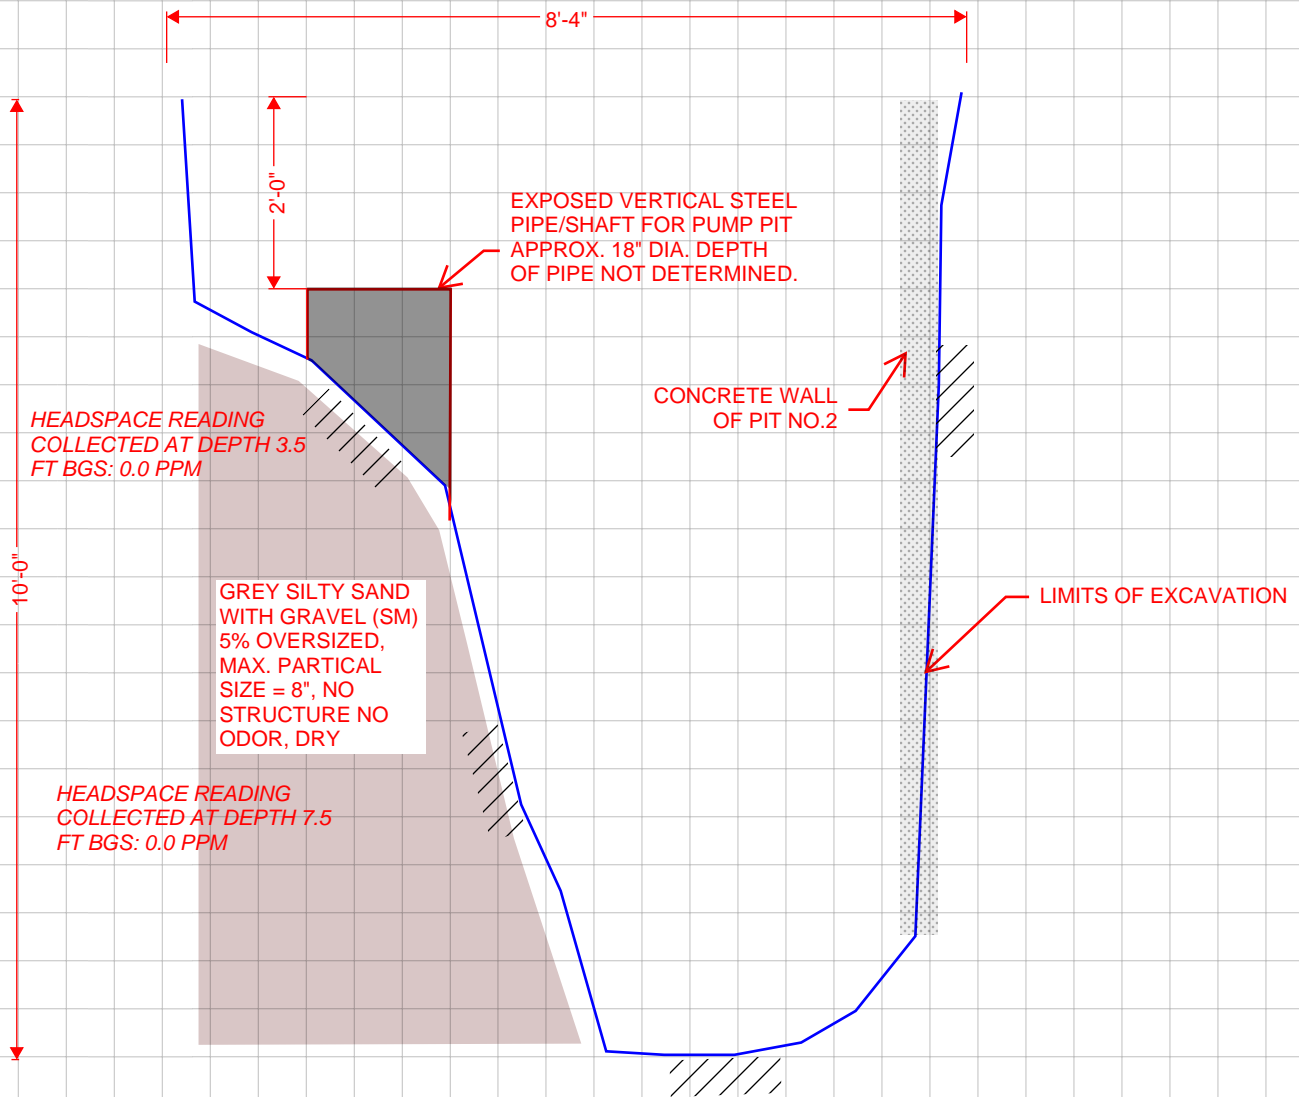 8'-4"
2'-0"
EXPOSED VERTICAL STEEL
PIPE/SHAFT FOR PUMP PIT
APPROX. 18" DIA. DEPTH
OF PIPE NOT DETERMINED.
CONCRETE WALL
OF PIT NO.2
HEADSPACE READING
COLLECTED AT DEPTH 3.5
FT BGS: 0.0 PPM
10'-0"
GREY SILTY SAND
WITH GRAVEL (SM)
5% OVERSIZED,
MAX. PARTICAL
SIZE = 8", NO
STRUCTURE NO
ODOR, DRY
LIMITS OF EXCAVATION
HEADSPACE READING
COLLECTED AT DEPTH 7.5
FT BGS: 0.0 PPM